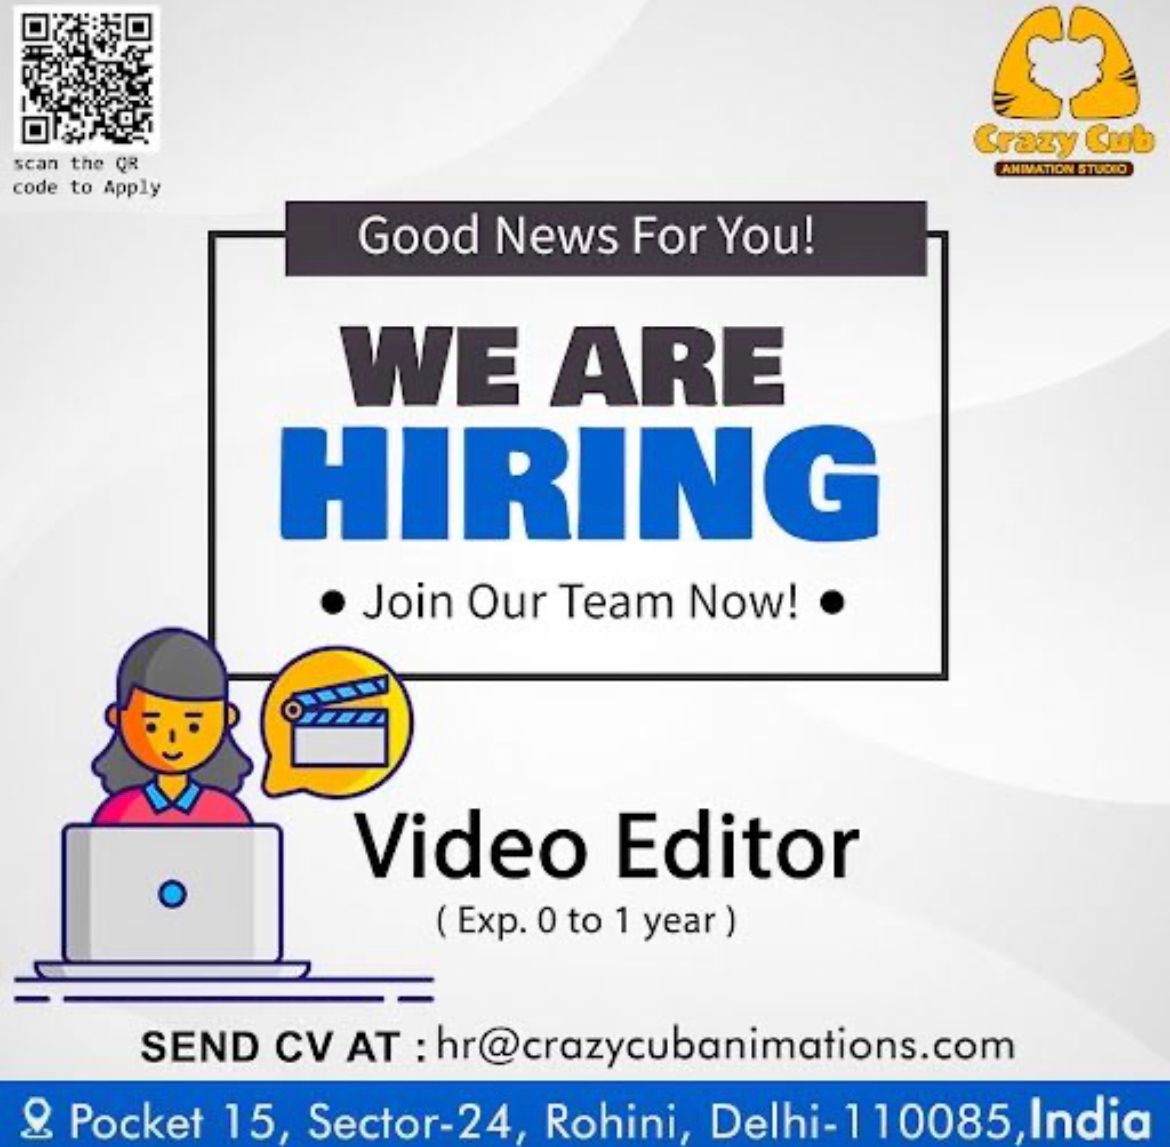 scan the QR
code to Apply
Crazy Cub
ANIMATION STUDIO
Good News For You!
WE ARE
HIRING
• Join Our Team Now! •
Video Editor
( Exp. 0 to 1 year )
SEND CV AT : hr@crazycubanimations.com
Pocket 15, Sector-24, Rohini, Delhi-110085,India